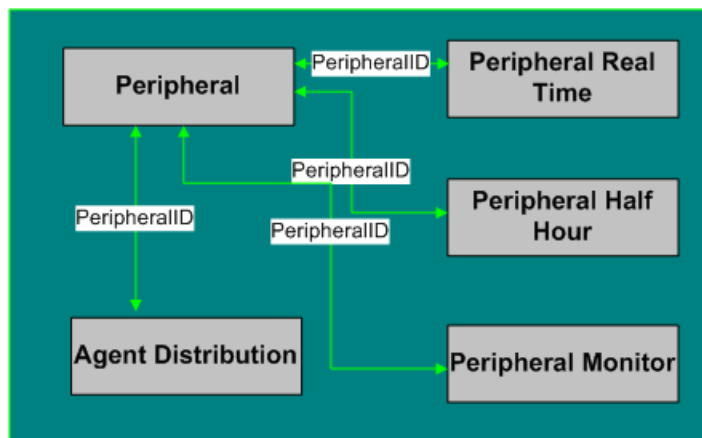 Peripheral
PeripheralID
Peripheral Real
Time
PeripheralID
Peripheral Half
Hour
PeripheralID
PeripheralID
Agent Distribution
Peripheral Monitor